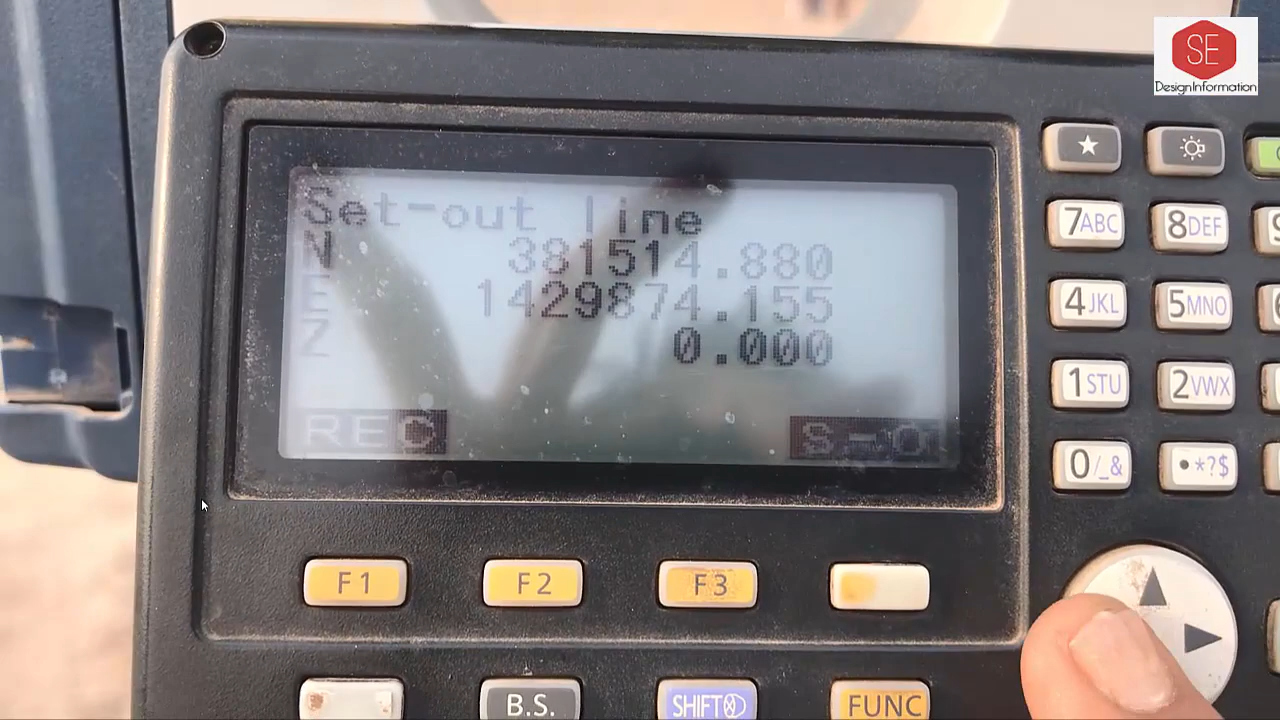 SE
DesignInformation
Set-out line
N 381514.880
E 1429874.155
Z 0.000
REC S-O
★
7ABC 8DEF
4JKL 5MNO
1STU 2VWX
0/_& •*?$
F1 F2 F3
B.S. SHIFT FUNC